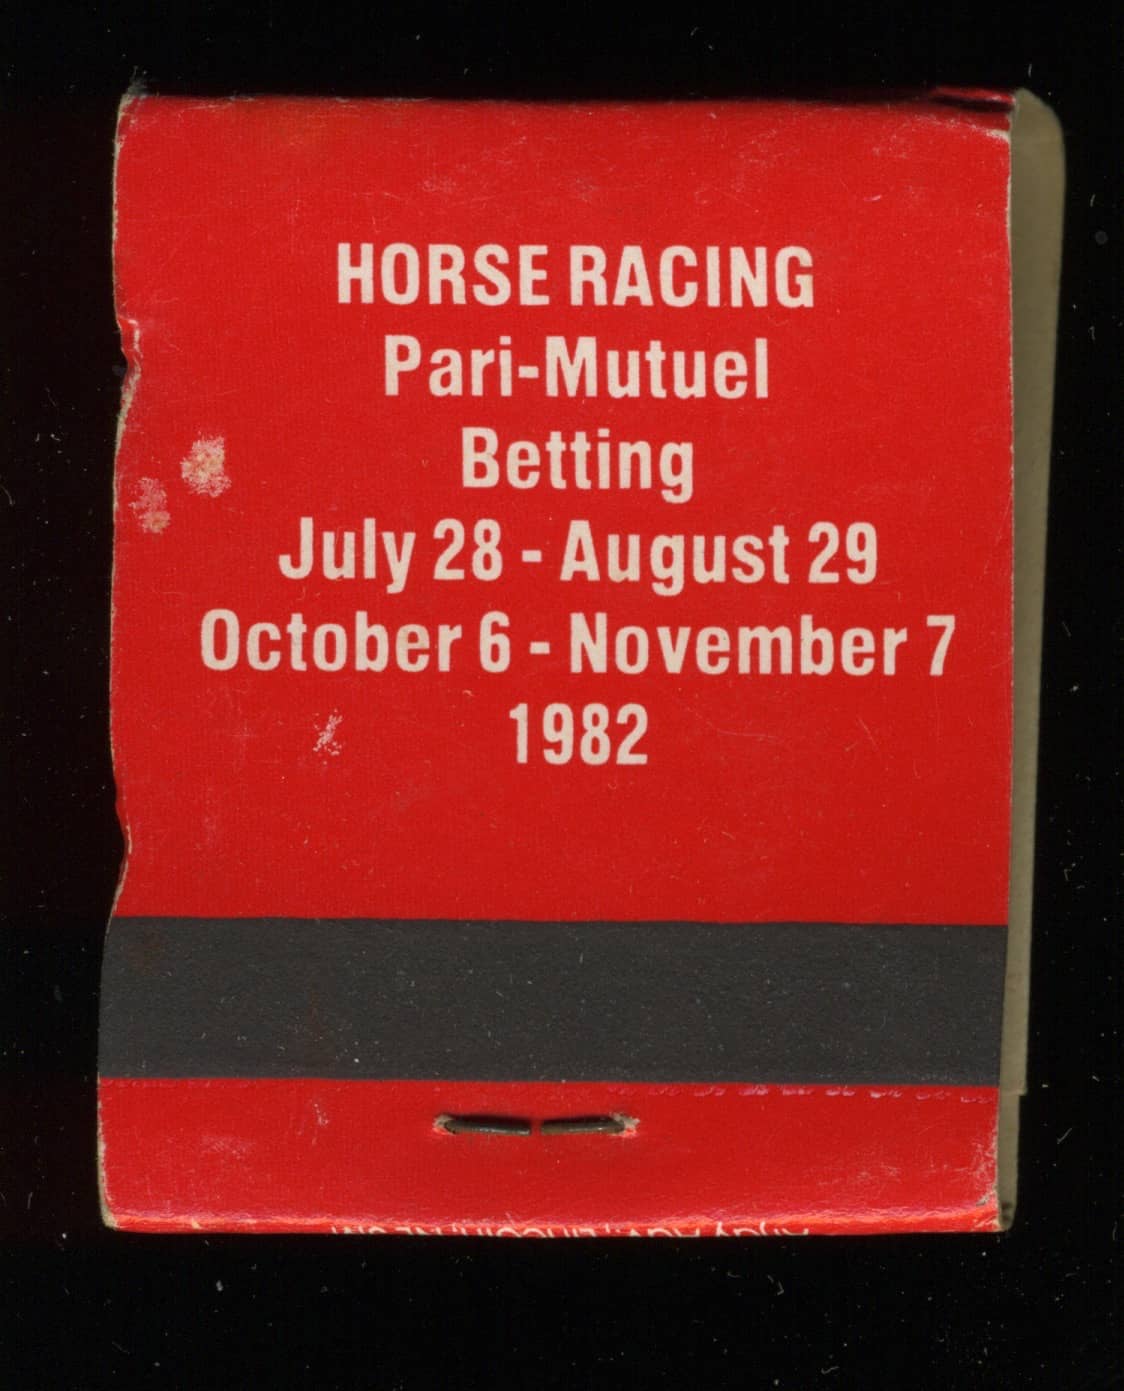 HORSE RACING
Pari-Mutuel
Betting
July 28 - August 29
October 6 - November 7
1982